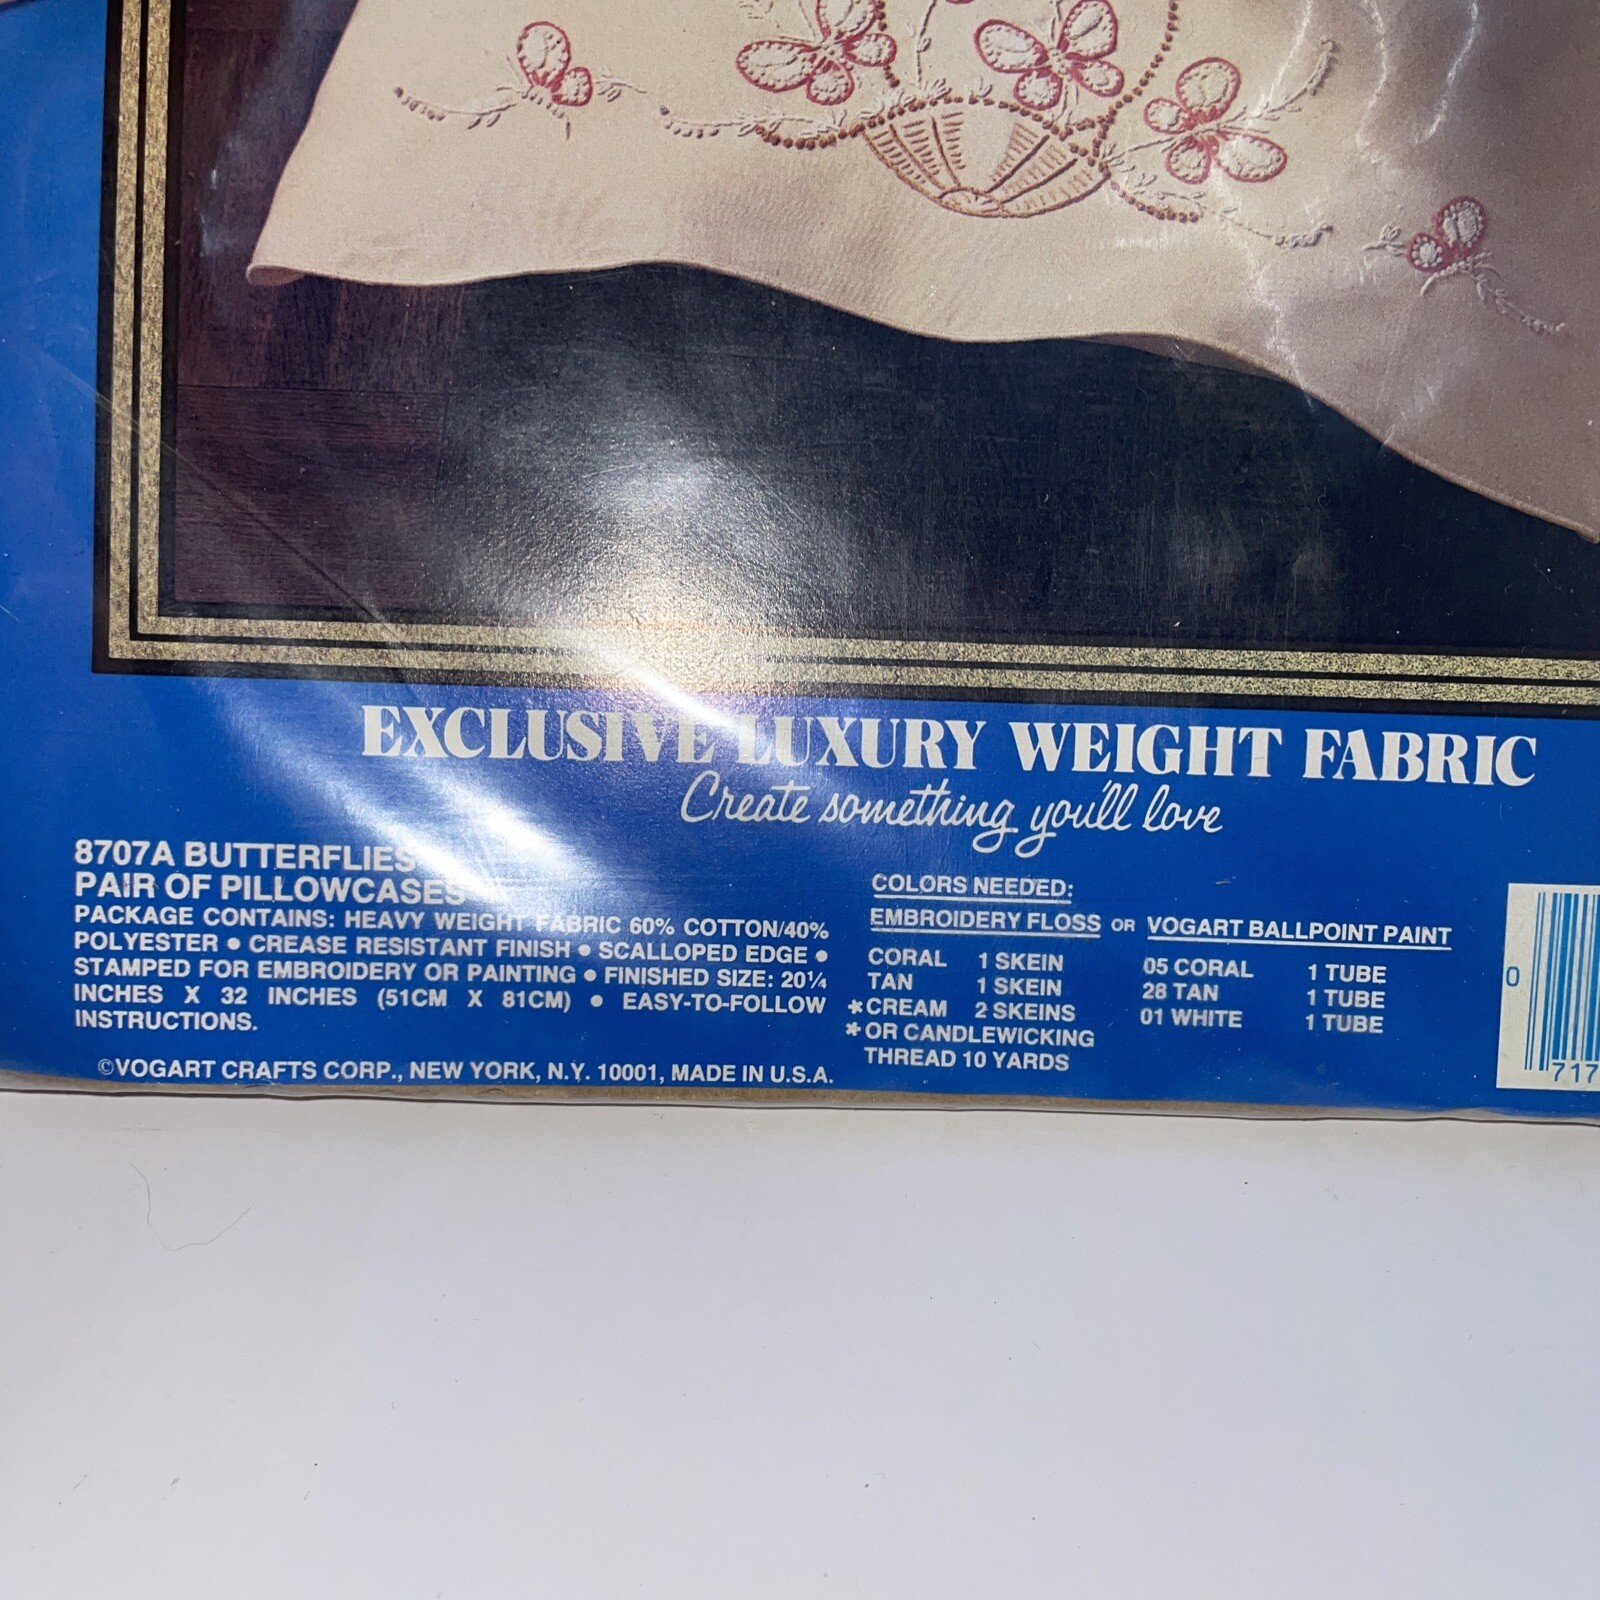 EXCLUSIVE LUXURY WEIGHT FABRIC
Create something you'll love
8707A BUTTERFLIES
PAIR OF PILLOWCASES
PACKAGE CONTAINS: HEAVY WEIGHT FABRIC 60% COTTON/40%
POLYESTER ● CREASE RESISTANT FINISH ● SCALLOPED EDGE ●
STAMPED FOR EMBROIDERY OR PAINTING ● FINISHED SIZE: 20¼
INCHES X 32 INCHES (51CM X 81CM) ● EASY-TO-FOLLOW
INSTRUCTIONS.
©VOGART CRAFTS CORP., NEW YORK, N.Y. 10001, MADE IN U.S.A.
COLORS NEEDED:
EMBROIDERY FLOSS OR VOGART BALLPOINT PAINT
CORAL 1 SKEIN 05 CORAL 1 TUBE
TAN 1 SKEIN 28 TAN 1 TUBE
*CREAM 2 SKEINS 01 WHITE 1 TUBE
*OR CANDLEWICKING
THREAD 10 YARDS
0
717